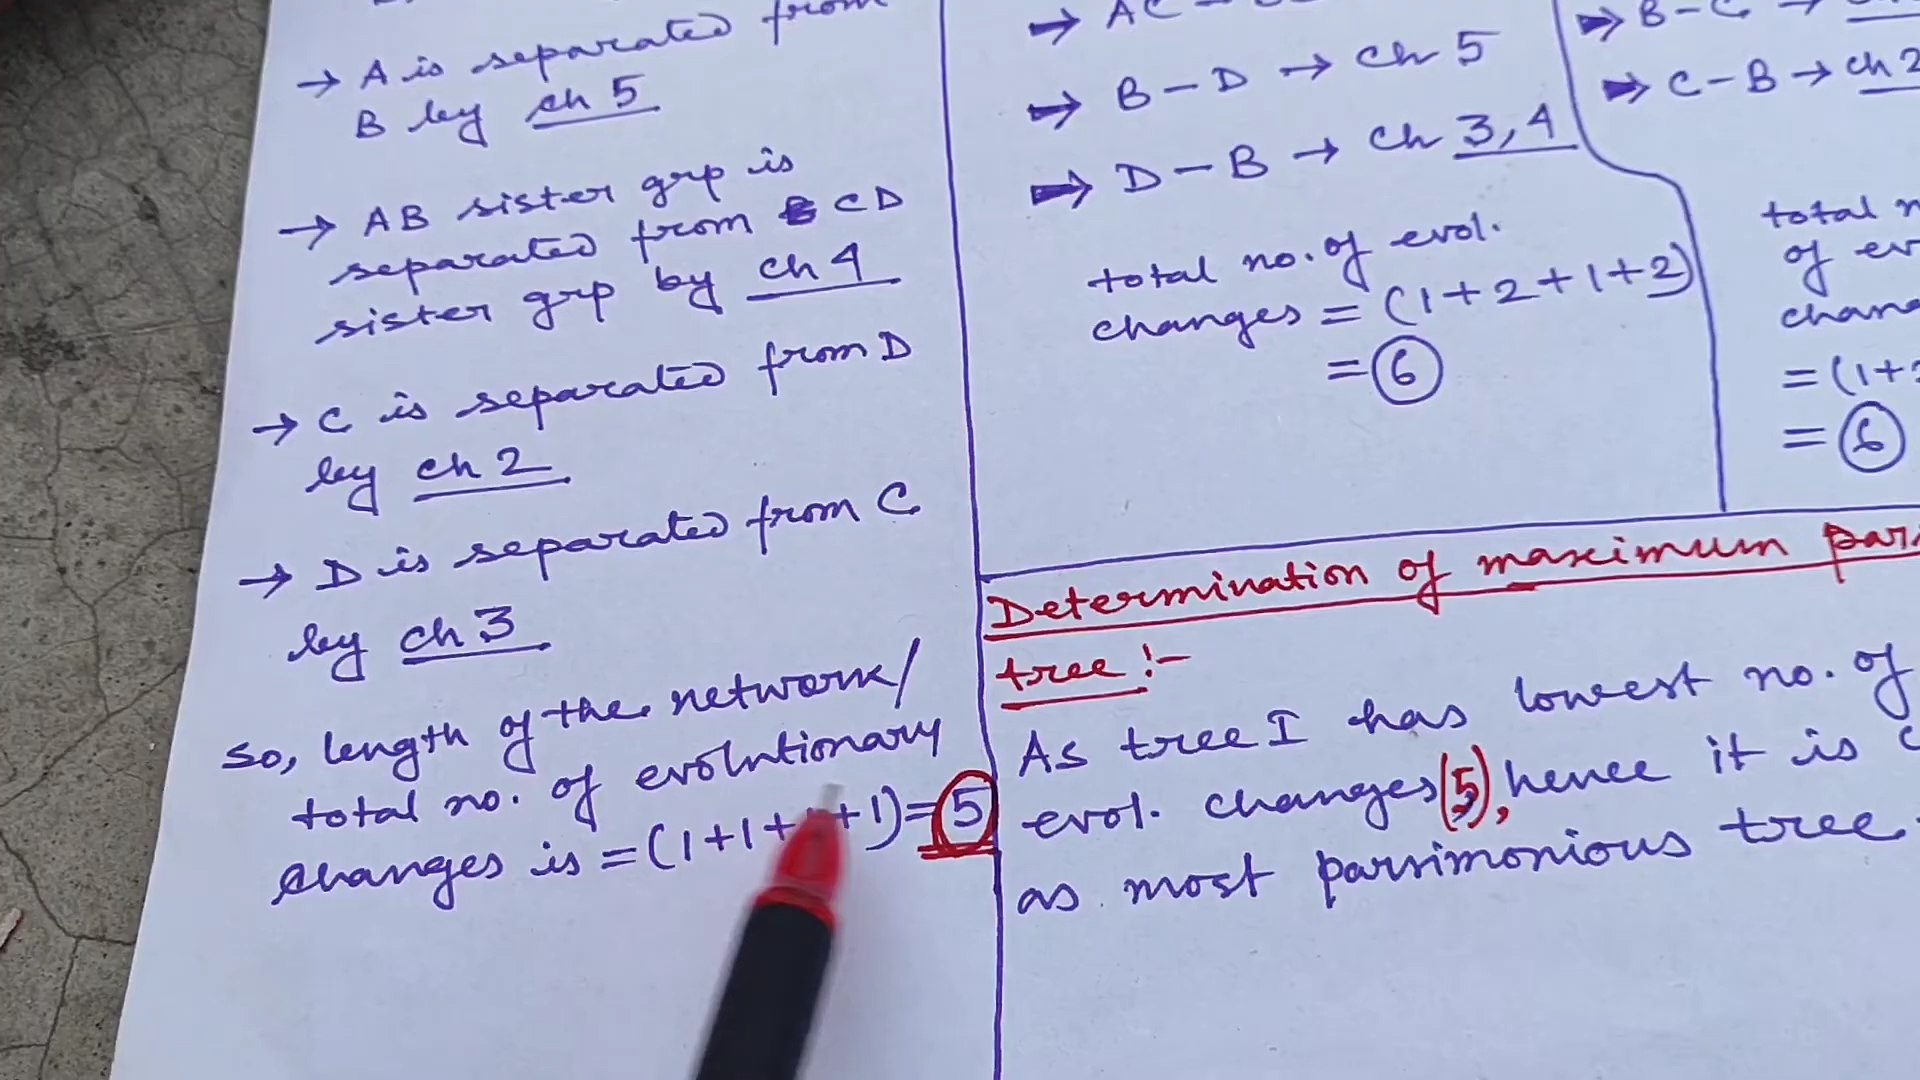 → A is separated from
B by ch 5
→ AB sister grp is
separated from CD
sister grp by ch 4
→ C is separated from D
by ch 2
→ D is separated from C
by ch 3
So, length of the network/
total no. of evolutionary
changes is = (1+1+1+1) = 5
AC
B – D → ch 5
D – B → ch 3, 4
total no. of evol.
changes = (1+2+1+2)
= 6
B – C →
C – B → ch 2
total
of
= (1+
= 6
Determination of maximum
tree :-
As tree I has lowest no. of
evol. changes (5), hence it is
as most parsimonious tree.